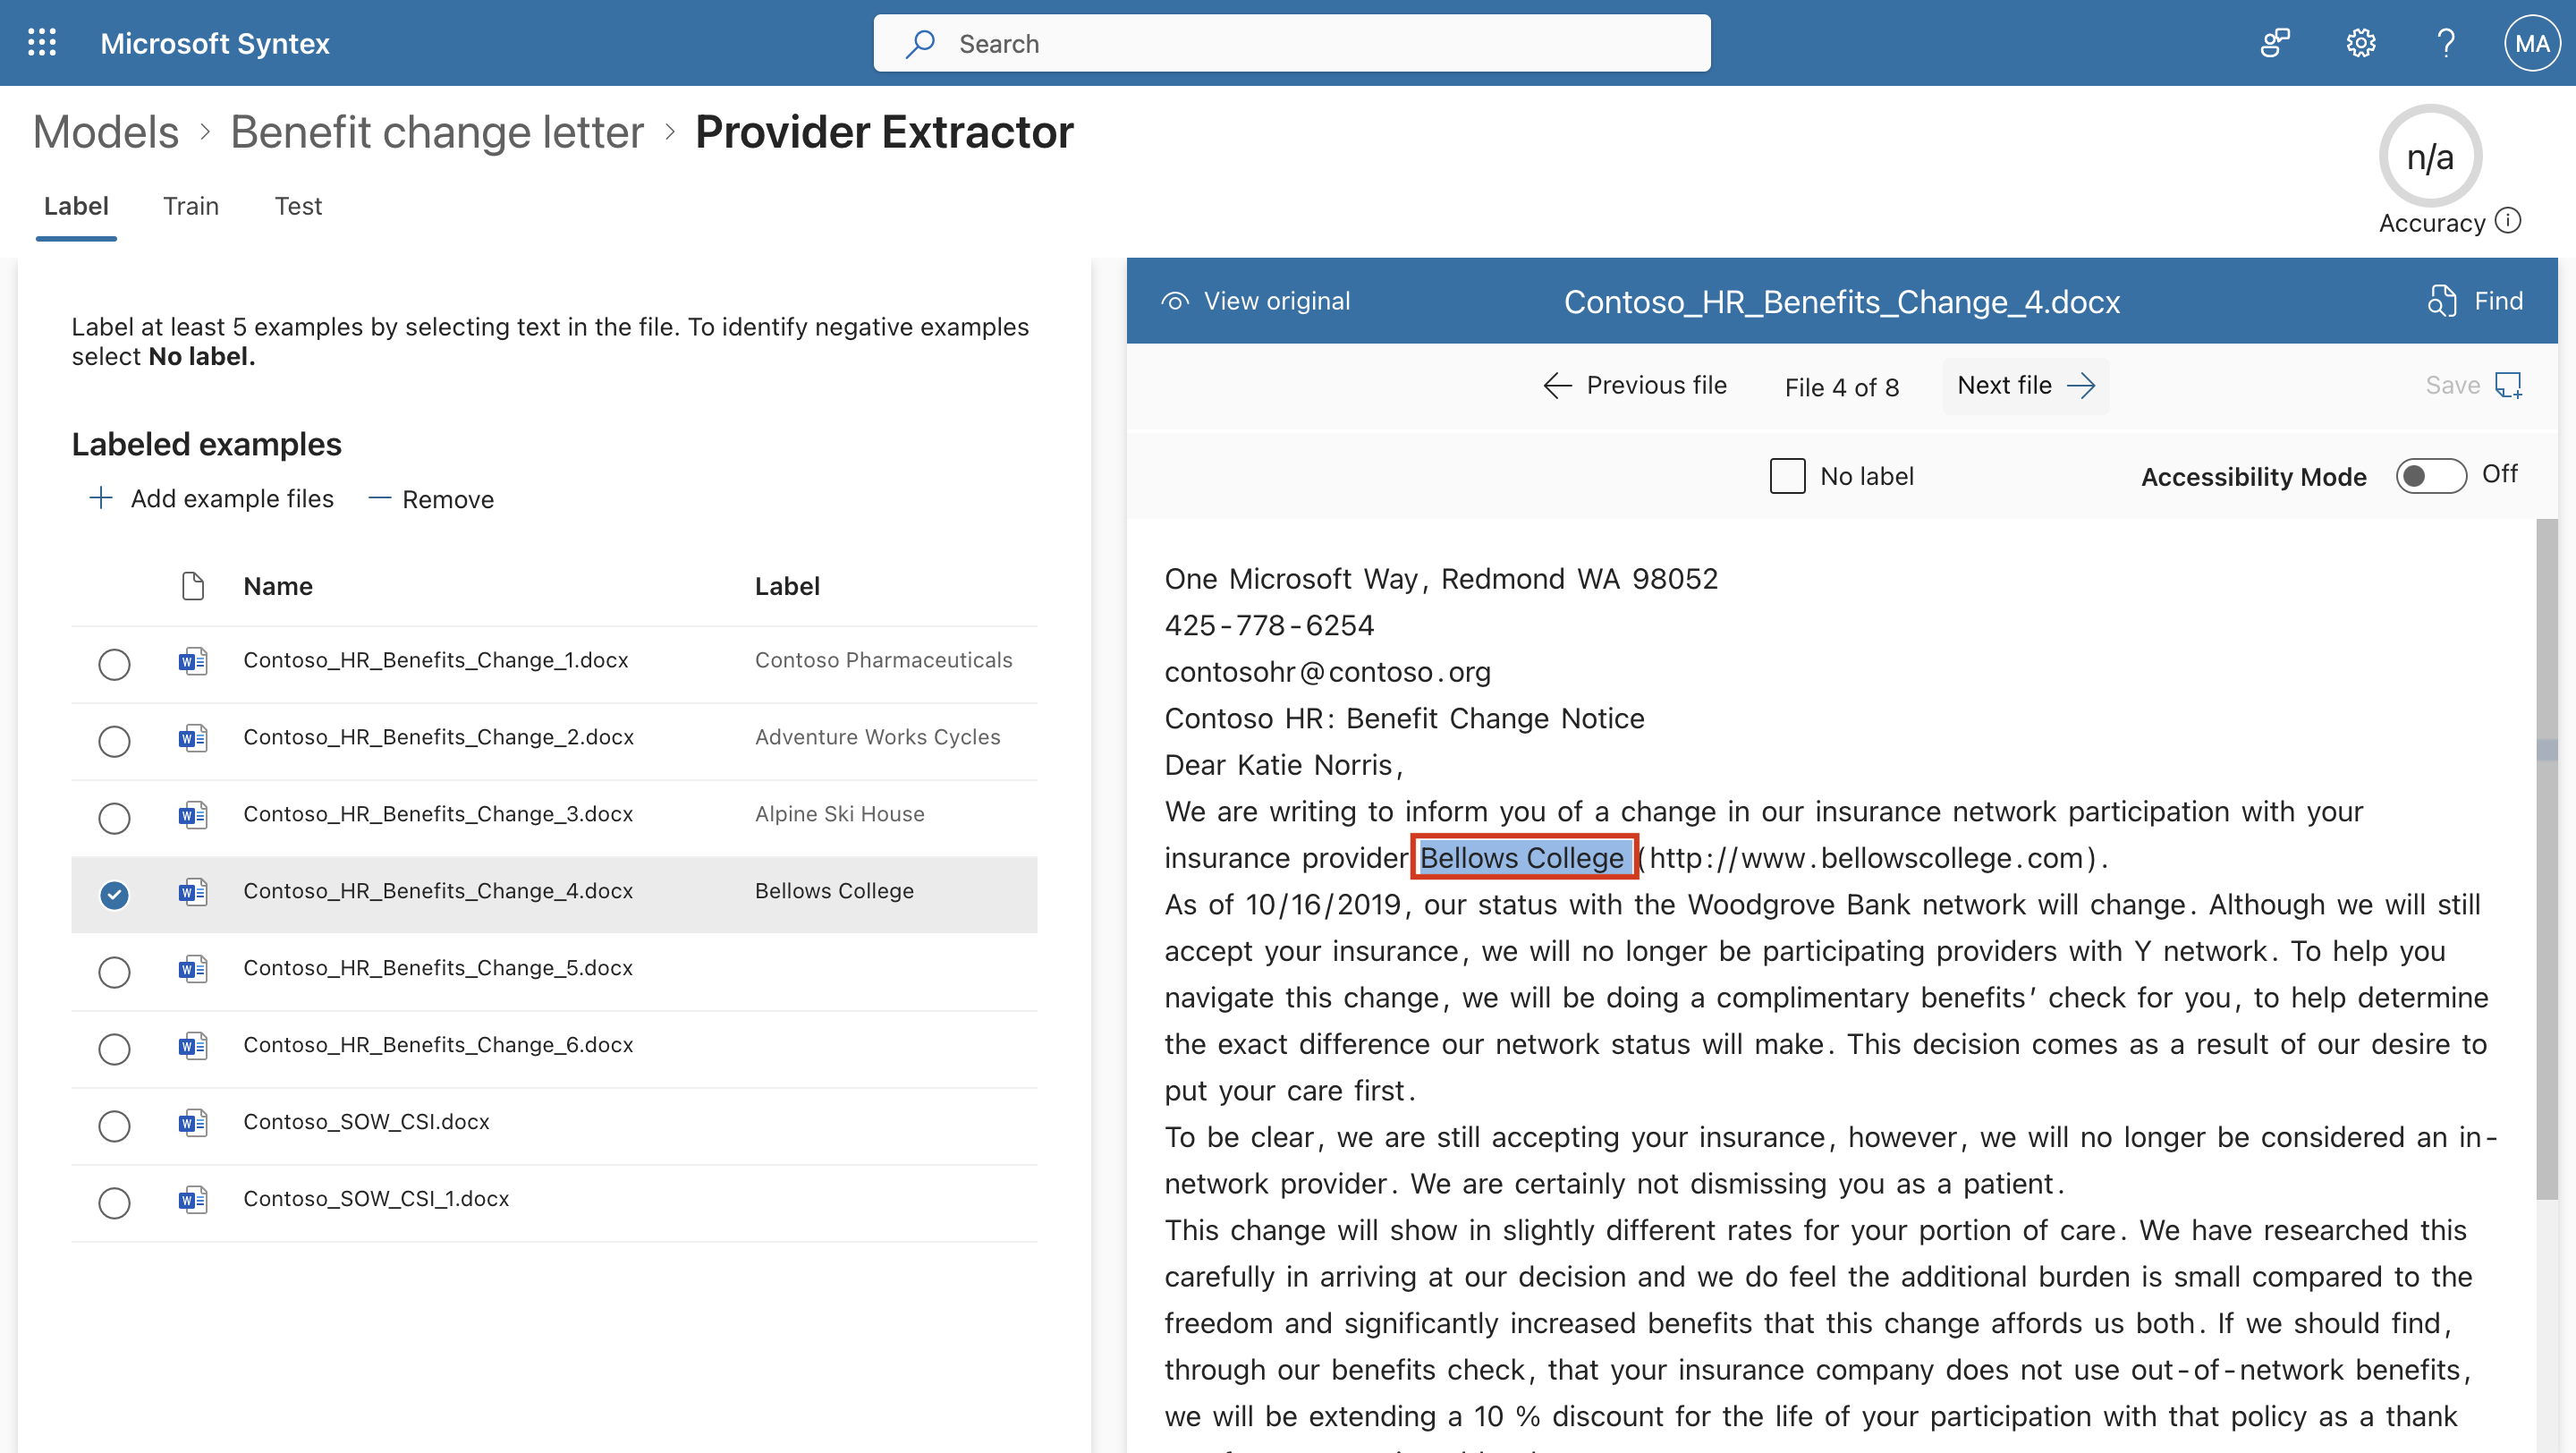 Microsoft Syntex
Search
MA
Models > Benefit change letter > Provider Extractor
n/a
Accuracy
Label Train Test
Label at least 5 examples by selecting text in the file. To identify negative examples
select No label.
Labeled examples
+ Add example files — Remove
Name Label
Contoso_HR_Benefits_Change_1.docx Contoso Pharmaceuticals
Contoso_HR_Benefits_Change_2.docx Adventure Works Cycles
Contoso_HR_Benefits_Change_3.docx Alpine Ski House
Contoso_HR_Benefits_Change_4.docx Bellows College
Contoso_HR_Benefits_Change_5.docx
Contoso_HR_Benefits_Change_6.docx
Contoso_SOW_CSI.docx
Contoso_SOW_CSI_1.docx
View original Contoso_HR_Benefits_Change_4.docx Find
← Previous file File 4 of 8 Next file → Save
No label Accessibility Mode Off
One Microsoft Way, Redmond WA 98052
425-778-6254
contosohr@contoso.org
Contoso HR: Benefit Change Notice
Dear Katie Norris,
We are writing to inform you of a change in our insurance network participation with your
insurance provider Bellows College (http://www.bellowscollege.com).
As of 10/16/2019, our status with the Woodgrove Bank network will change. Although we will still
accept your insurance, we will no longer be participating providers with Y network. To help you
navigate this change, we will be doing a complimentary benefits’ check for you, to help determine
the exact difference our network status will make. This decision comes as a result of our desire to
put your care first.
To be clear, we are still accepting your insurance, however, we will no longer be considered an in-
network provider. We are certainly not dismissing you as a patient.
This change will show in slightly different rates for your portion of care. We have researched this
carefully in arriving at our decision and we do feel the additional burden is small compared to the
freedom and significantly increased benefits that this change affords us both. If we should find,
through our benefits check, that your insurance company does not use out-of-network benefits,
we will be extending a 10 % discount for the life of your participation with that policy as a thank